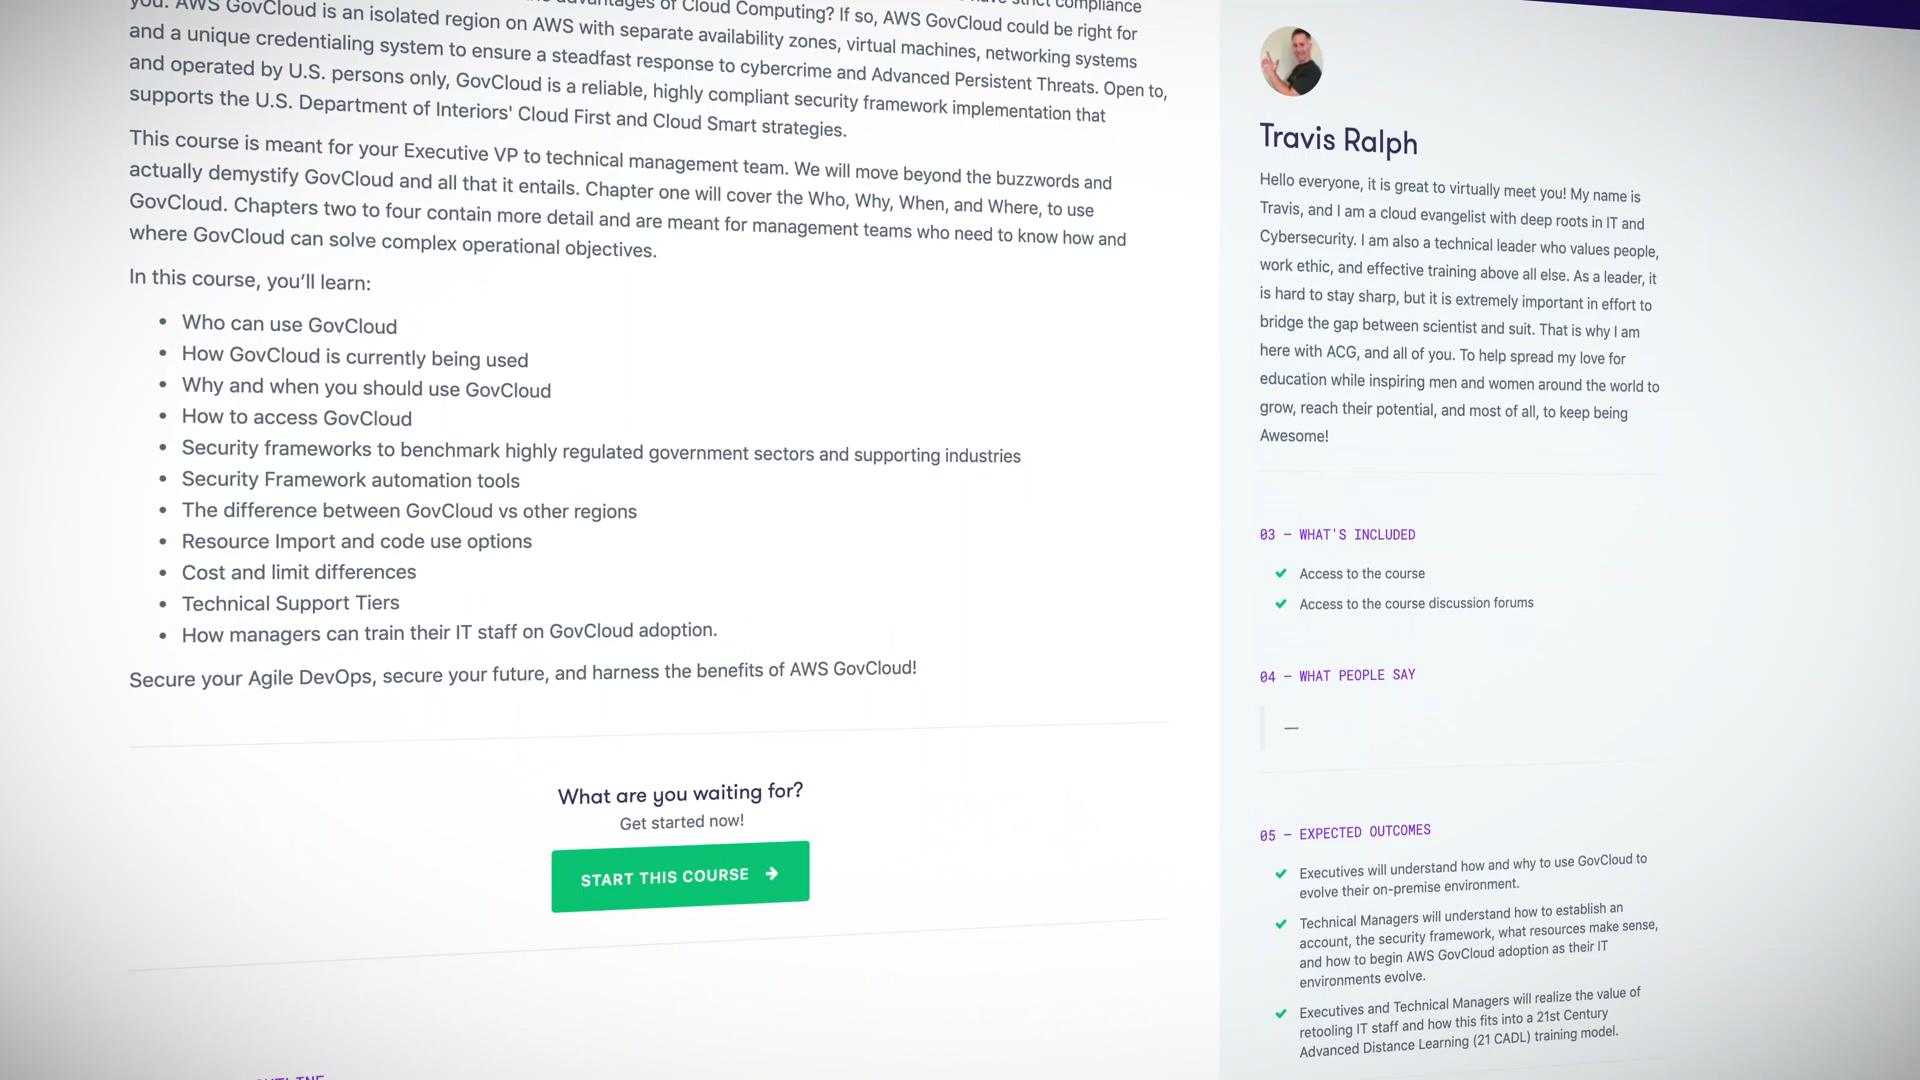 you. AWS GovCloud is an isolated region on AWS with separate availability zones, virtual machines, networking systems
of Cloud Computing? If so, AWS GovCloud could be right for
compliance
and a unique credentialing system to ensure a steadfast response to cybercrime and Advanced Persistent Threats. Open to,
and operated by U.S. persons only, GovCloud is a reliable, highly compliant security framework implementation that
supports the U.S. Department of Interiors' Cloud First and Cloud Smart strategies.
This course is meant for your Executive VP to technical management team. We will move beyond the buzzwords and
actually demystify GovCloud and all that it entails. Chapter one will cover the Who, Why, When, and Where, to use
GovCloud. Chapters two to four contain more detail and are meant for management teams who need to know how and
where GovCloud can solve complex operational objectives.
In this course, you’ll learn:
• Who can use GovCloud
• How GovCloud is currently being used
• Why and when you should use GovCloud
• How to access GovCloud
• Security frameworks to benchmark highly regulated government sectors and supporting industries
• Security Framework automation tools
• The difference between GovCloud vs other regions
• Resource Import and code use options
• Cost and limit differences
• Technical Support Tiers
• How managers can train their IT staff on GovCloud adoption.
Secure your Agile DevOps, secure your future, and harness the benefits of AWS GovCloud!
What are you waiting for?
Get started now!
START THIS COURSE
Travis Ralph
Hello everyone, it is great to virtually meet you! My name is
Travis, and I am a cloud evangelist with deep roots in IT and
Cybersecurity. I am also a technical leader who values people,
work ethic, and effective training above all else. As a leader, it
is hard to stay sharp, but it is extremely important in effort to
bridge the gap between scientist and suit. That is why I am
here with ACG, and all of you. To help spread my love for
education while inspiring men and women around the world to
grow, reach their potential, and most of all, to keep being
Awesome!
03 — WHAT'S INCLUDED
Access to the course
Access to the course discussion forums
04 — WHAT PEOPLE SAY
—
05 — EXPECTED OUTCOMES
Executives will understand how and why to use GovCloud to
evolve their on-premise environment.
Technical Managers will understand how to establish an
account, the security framework, what resources make sense,
and how to begin AWS GovCloud adoption as their IT
environments evolve.
Executives and Technical Managers will realize the value of
retooling IT staff and how this fits into a 21st Century
Advanced Distance Learning (21 CADL) training model.